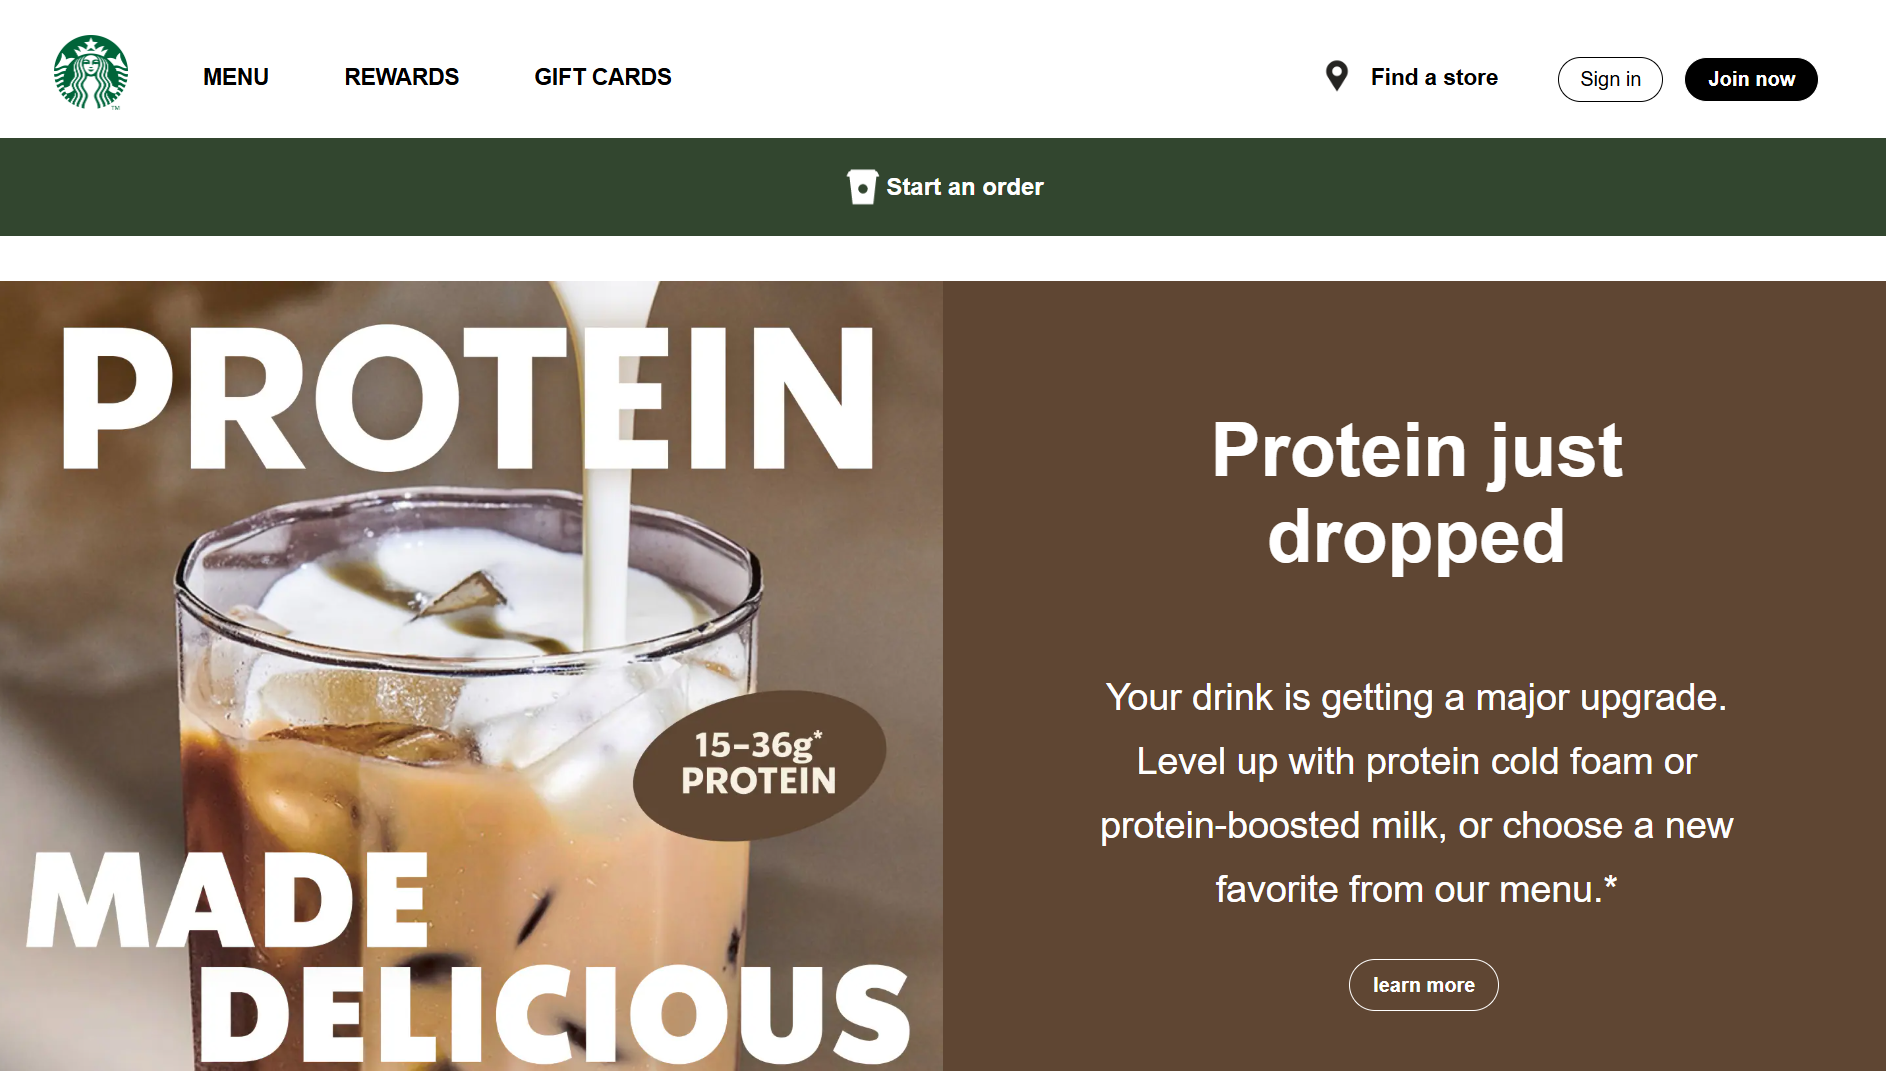 MENU
REWARDS
GIFT CARDS
Find a store
Sign in
Join now
TM
Start an order
PROTEIN
15-36g*
PROTEIN
MADE
DELICIOUS
Protein just
dropped
Your drink is getting a major upgrade.
Level up with protein cold foam or
protein-boosted milk, or choose a new
favorite from our menu.*
learn more